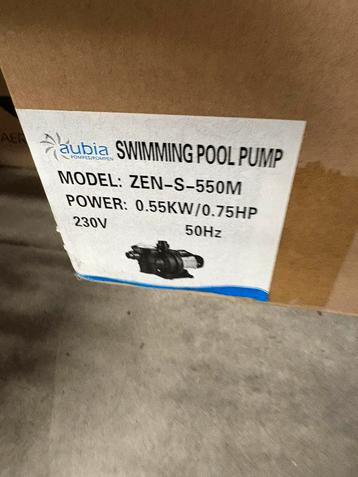 aubia SWIMMING POOL PUMP
POMPES/POMPEN
MODEL: ZEN-S-550M
POWER: 0.55KW/0.75HP
230V 50Hz